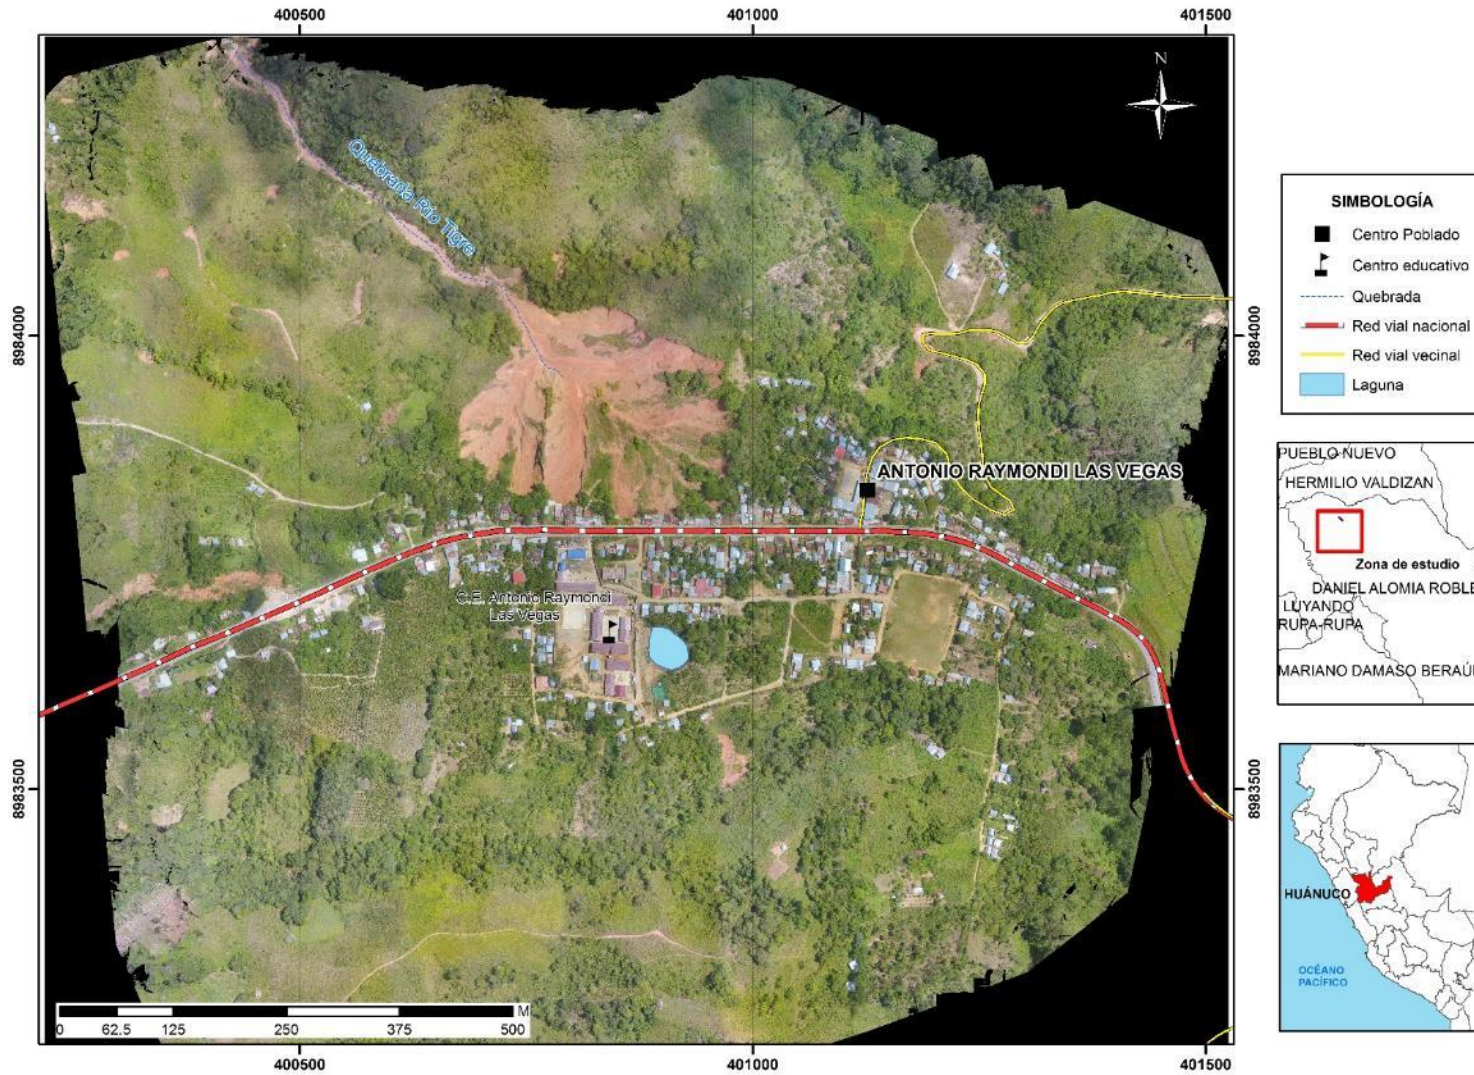 400500
401000
401500
N
8984000
8984000
Quebrada Río Tigre
ANTONIO RAYMONDI LAS VEGAS
C.E. Antonio Raymondi
Las Vegas
8983500
8983500
0 62.5 125 250 375 500
M
400500
401000
401500
SIMBOLOGÍA
Centro Poblado
Centro educativo
Quebrada
Red vial nacional
Red vial vecinal
Laguna
PUEBLO NUEVO
HERMILIO VALDIZAN
Zona de estudio
DANIEL ALOMIA ROBLE
LUYANDO
RUPA-RUPA
MARIANO DAMASO BERAÚ
HUÁNUCO
OCÉANO
PACÍFICO